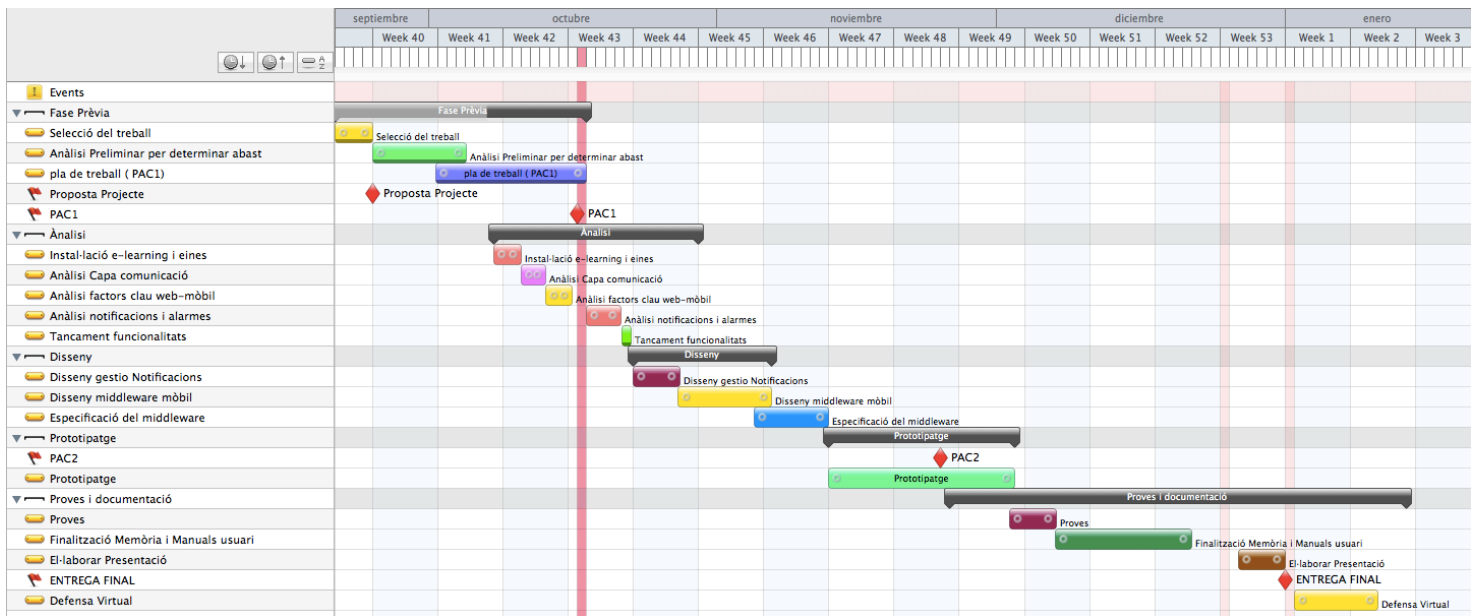 septiembre octubre noviembre diciembre enero
Week 40 Week 41 Week 42 Week 43 Week 44 Week 45 Week 46 Week 47 Week 48 Week 49 Week 50 Week 51 Week 52 Week 53 Week 1 Week 2 Week 3
Events
Fase Prèvia Fase Prèvia
Selecció del treball Selecció del treball
Anàlisi Preliminar per determinar abast Anàlisi Preliminar per determinar abast
pla de treball ( PAC1) pla de treball ( PAC1)
Proposta Projecte Proposta Projecte
PAC1 PAC1
Ànalisi Ànalisi
Instal·lació e-learning i eines Instal·lació e-learning i eines
Anàlisi Capa comunicació Anàlisi Capa comunicació
Anàlisi factors clau web-mòbil Anàlisi factors clau web-mòbil
Anàlisi notificacions i alarmes Anàlisi notificacions i alarmes
Tancament funcionalitats Tancament funcionalitats
Disseny Disseny
Disseny gestio Notificacions Disseny gestio Notificacions
Disseny middleware mòbil Disseny middleware mòbil
Especificació del middleware Especificació del middleware
Prototipatge Prototipatge
PAC2 PAC2
Prototipatge Prototipatge
Proves i documentació Proves i documentació
Proves Proves
Finalització Memòria i Manuals usuari Finalització Memòria i Manuals usuari
El·laborar Presentació El·laborar Presentació
ENTREGA FINAL ENTREGA FINAL
Defensa Virtual Defensa Virtual